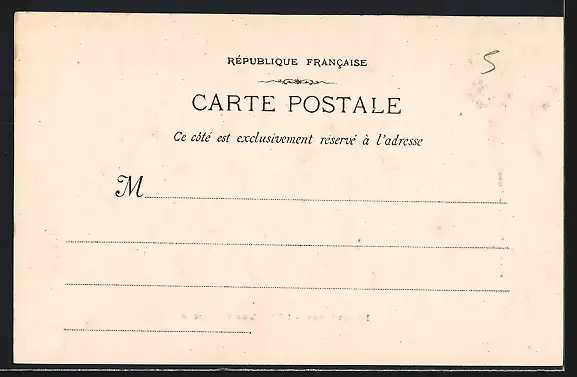 RÉPUBLIQUE FRANÇAISE
5
CARTE POSTALE
Ce côté est exclusivement réservé à l'adresse
M